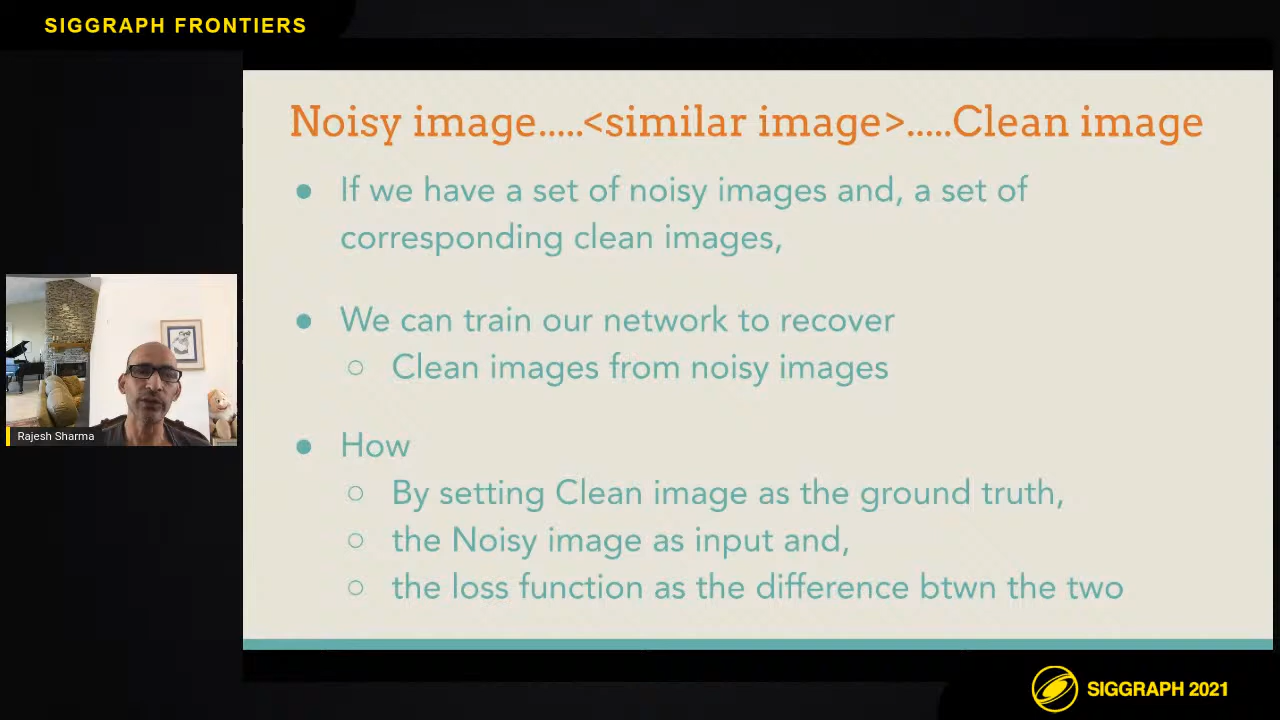 SIGGRAPH FRONTIERS
Noisy image.....<similar image>.....Clean image
● If we have a set of noisy images and, a set of
corresponding clean images,
● We can train our network to recover
○ Clean images from noisy images
● How
○ By setting Clean image as the ground truth,
○ the Noisy image as input and,
○ the loss function as the difference btwn the two
Rajesh Sharma
SIGGRAPH 2021